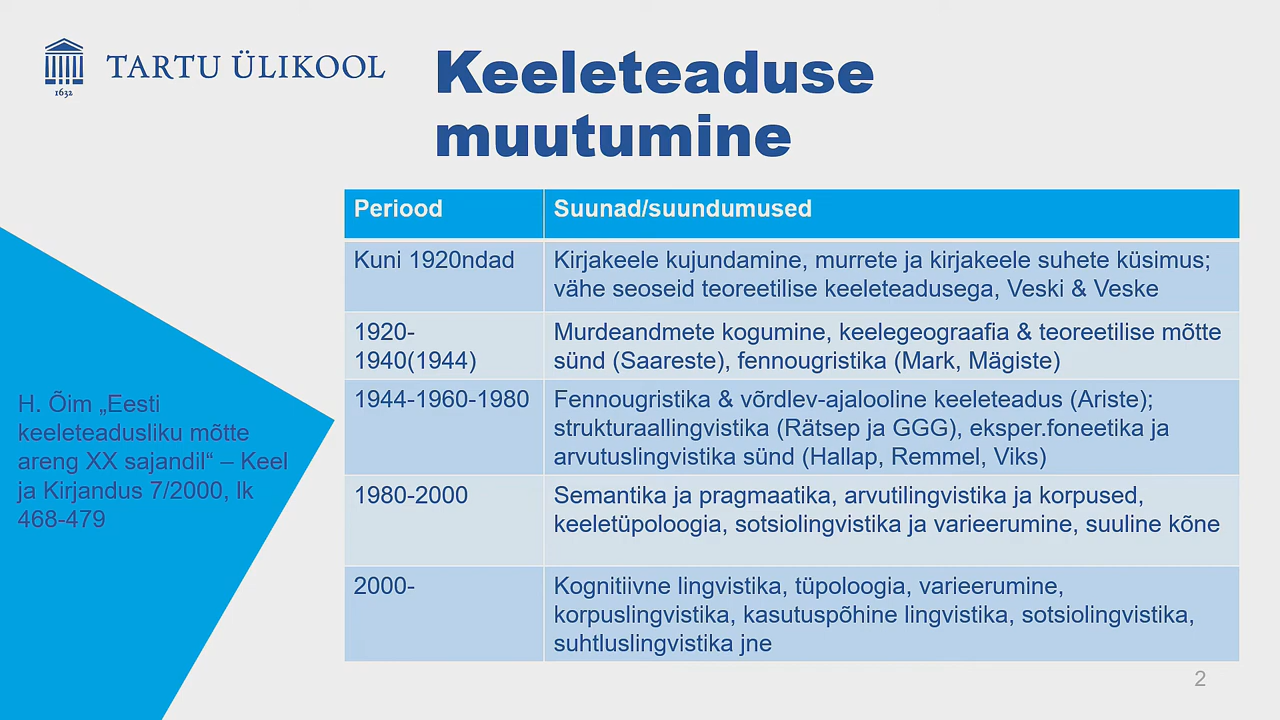 TARTU ÜLIKOOL
1632
Keeleteaduse
muutumine
Periood
Suunad/suundumused
Kuni 1920ndad
Kirjakeele kujundamine, murrete ja kirjakeele suhete küsimus;
vähe seoseid teoreetilise keeleteadusega, Veski & Veske
1920-
1940(1944)
Murdeandmete kogumine, keelegeograafia & teoreetilise mõtte
sünd (Saareste), fennougristika (Mark, Mägiste)
1944-1960-1980
Fennougristika & võrdlev-ajalooline keeleteadus (Ariste);
strukturaallingvistika (Rätsep ja GGG), eksper.foneetika ja
arvutuslingvistika sünd (Hallap, Remmel, Viks)
1980-2000
Semantika ja pragmaatika, arvutilingvistika ja korpused,
keeletüpoloogia, sotsiolingvistika ja varieerumine, suuline kõne
2000-
Kognitiivne lingvistika, tüpoloogia, varieerumine,
korpuslingvistika, kasutuspõhine lingvistika, sotsiolingvistika,
suhtluslingvistika jne
H. Õim „Eesti
keeleteadusliku mõtte
areng XX sajandil“ – Keel
ja Kirjandus 7/2000, lk
468-479
2